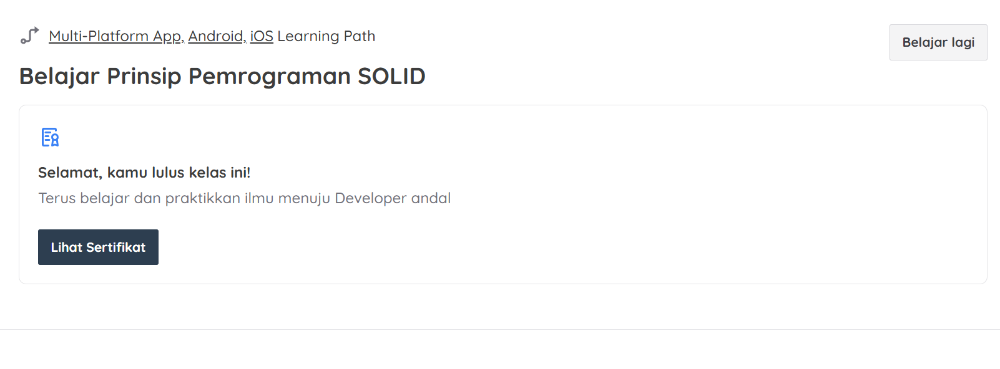 Multi-Platform App, Android, iOS Learning Path
Belajar lagi
Belajar Prinsip Pemrograman SOLID
Selamat, kamu lulus kelas ini!
Terus belajar dan praktikkan ilmu menuju Developer andal
Lihat Sertifikat